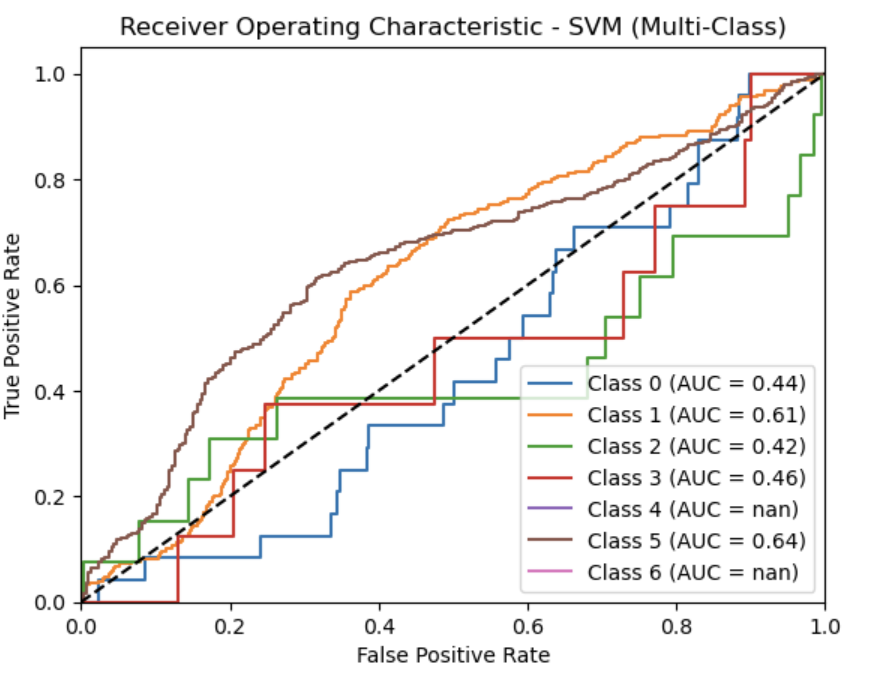 Receiver Operating Characteristic - SVM (Multi-Class)
1.0
0.8
0.6
0.4
0.2
0.0
True Positive Rate
Class 0 (AUC = 0.44)
Class 1 (AUC = 0.61)
Class 2 (AUC = 0.42)
Class 3 (AUC = 0.46)
Class 4 (AUC = nan)
Class 5 (AUC = 0.64)
Class 6 (AUC = nan)
0.0 0.2 0.4 0.6 0.8 1.0
False Positive Rate